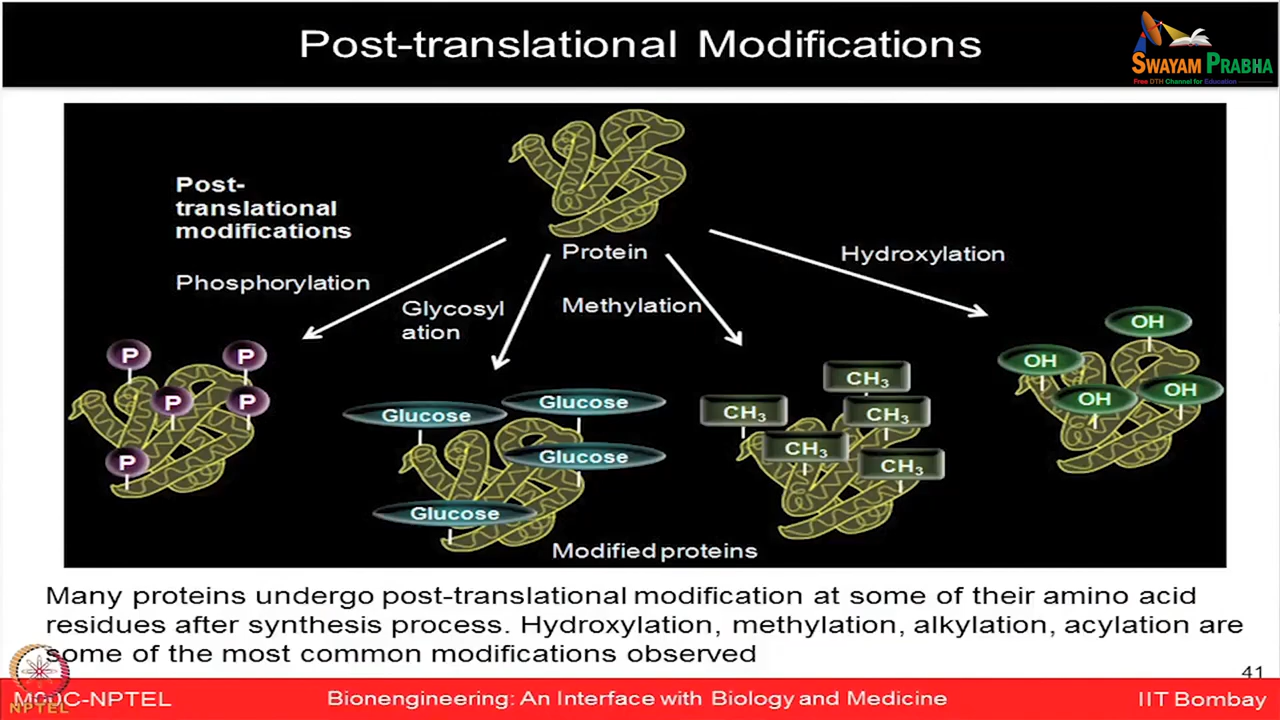 Post-translational Modifications
SWAYAM PRABHA
Free DTH Channel for Education
Post-
translational
modifications
Protein
Hydroxylation
Phosphorylation
Glycosyl
ation
Methylation
P
P
P
P
P
Glucose
Glucose
Glucose
Glucose
CH₃
CH₃
CH₃
CH₃
CH₃
OH
OH
OH
OH
Modified proteins
Many proteins undergo post-translational modification at some of their amino acid
residues after synthesis process. Hydroxylation, methylation, alkylation, acylation are
some of the most common modifications observed
41
NPTEL
-NPTEL
Bionengineering: An Interface with Biology and Medicine
IIT Bombay